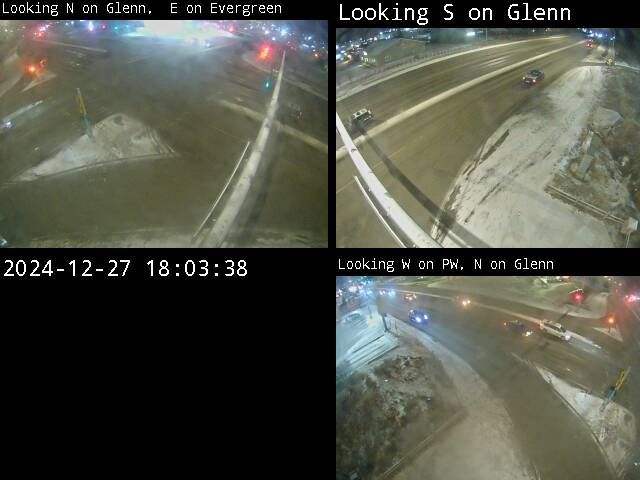 Looking N on Glenn,  E on Evergreen
Looking S on Glenn
2024-12-27 18:03:38
Looking W on PW, N on Glenn